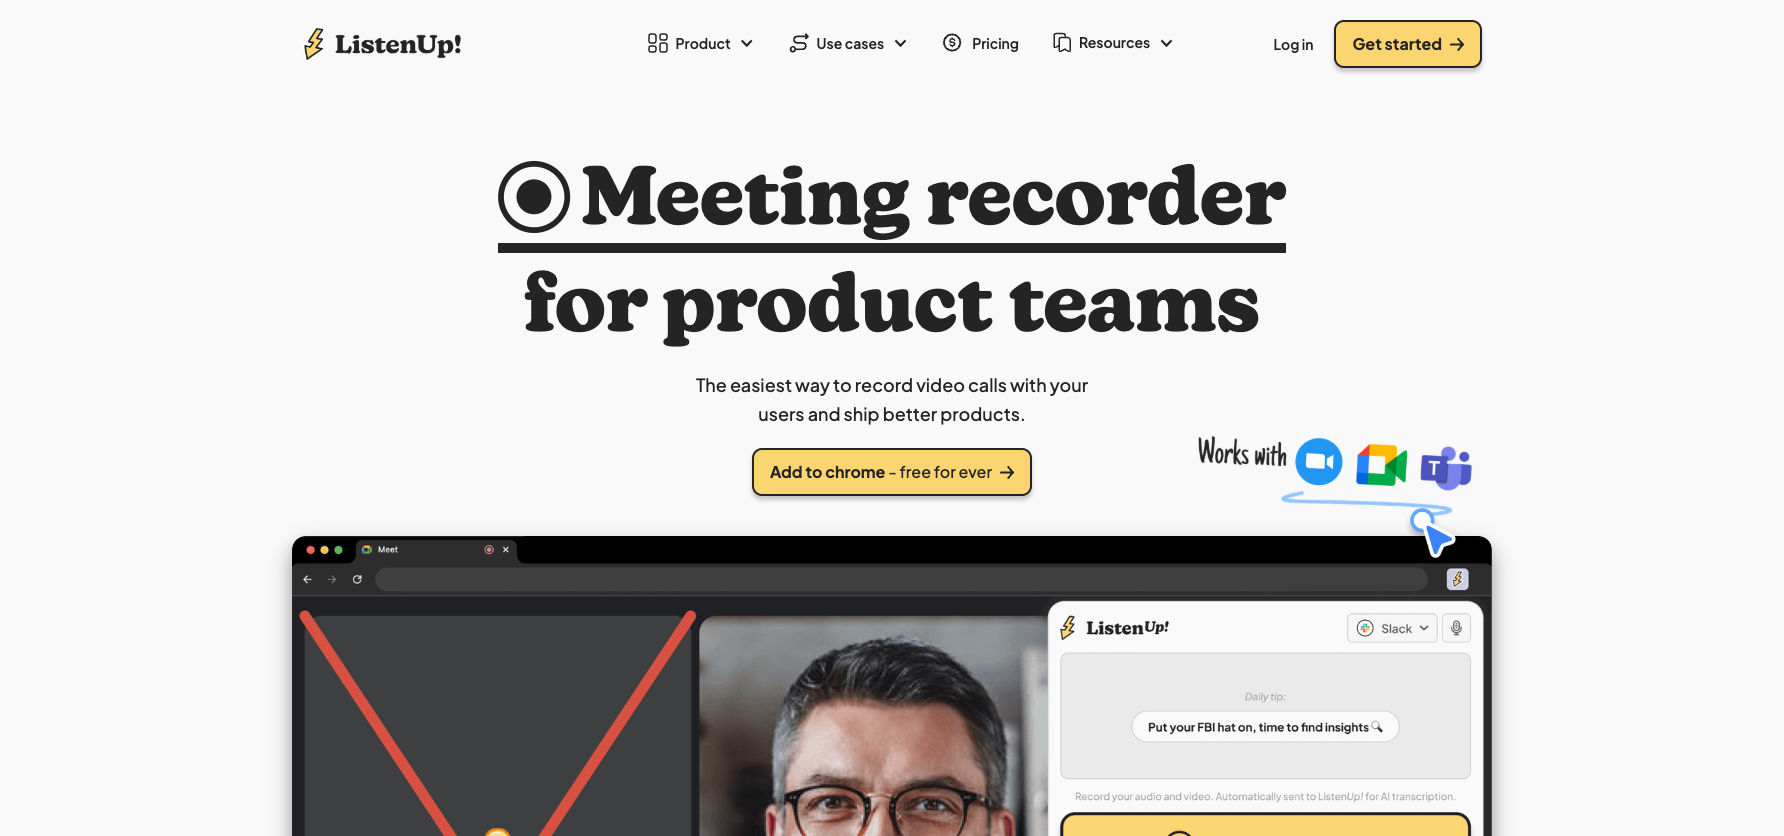 ListenUp!
Product
Use cases
Pricing
Resources
Log in
Get started
Meeting recorder
for product teams
The easiest way to record video calls with your
users and ship better products.
Add to chrome - free for ever
Works with
T
Meet
ListenUp!
Slack
Daily tip:
Put your FBI hat on, time to find insights
Record your audio and video. Automatically sent to ListenUp! for AI transcription.